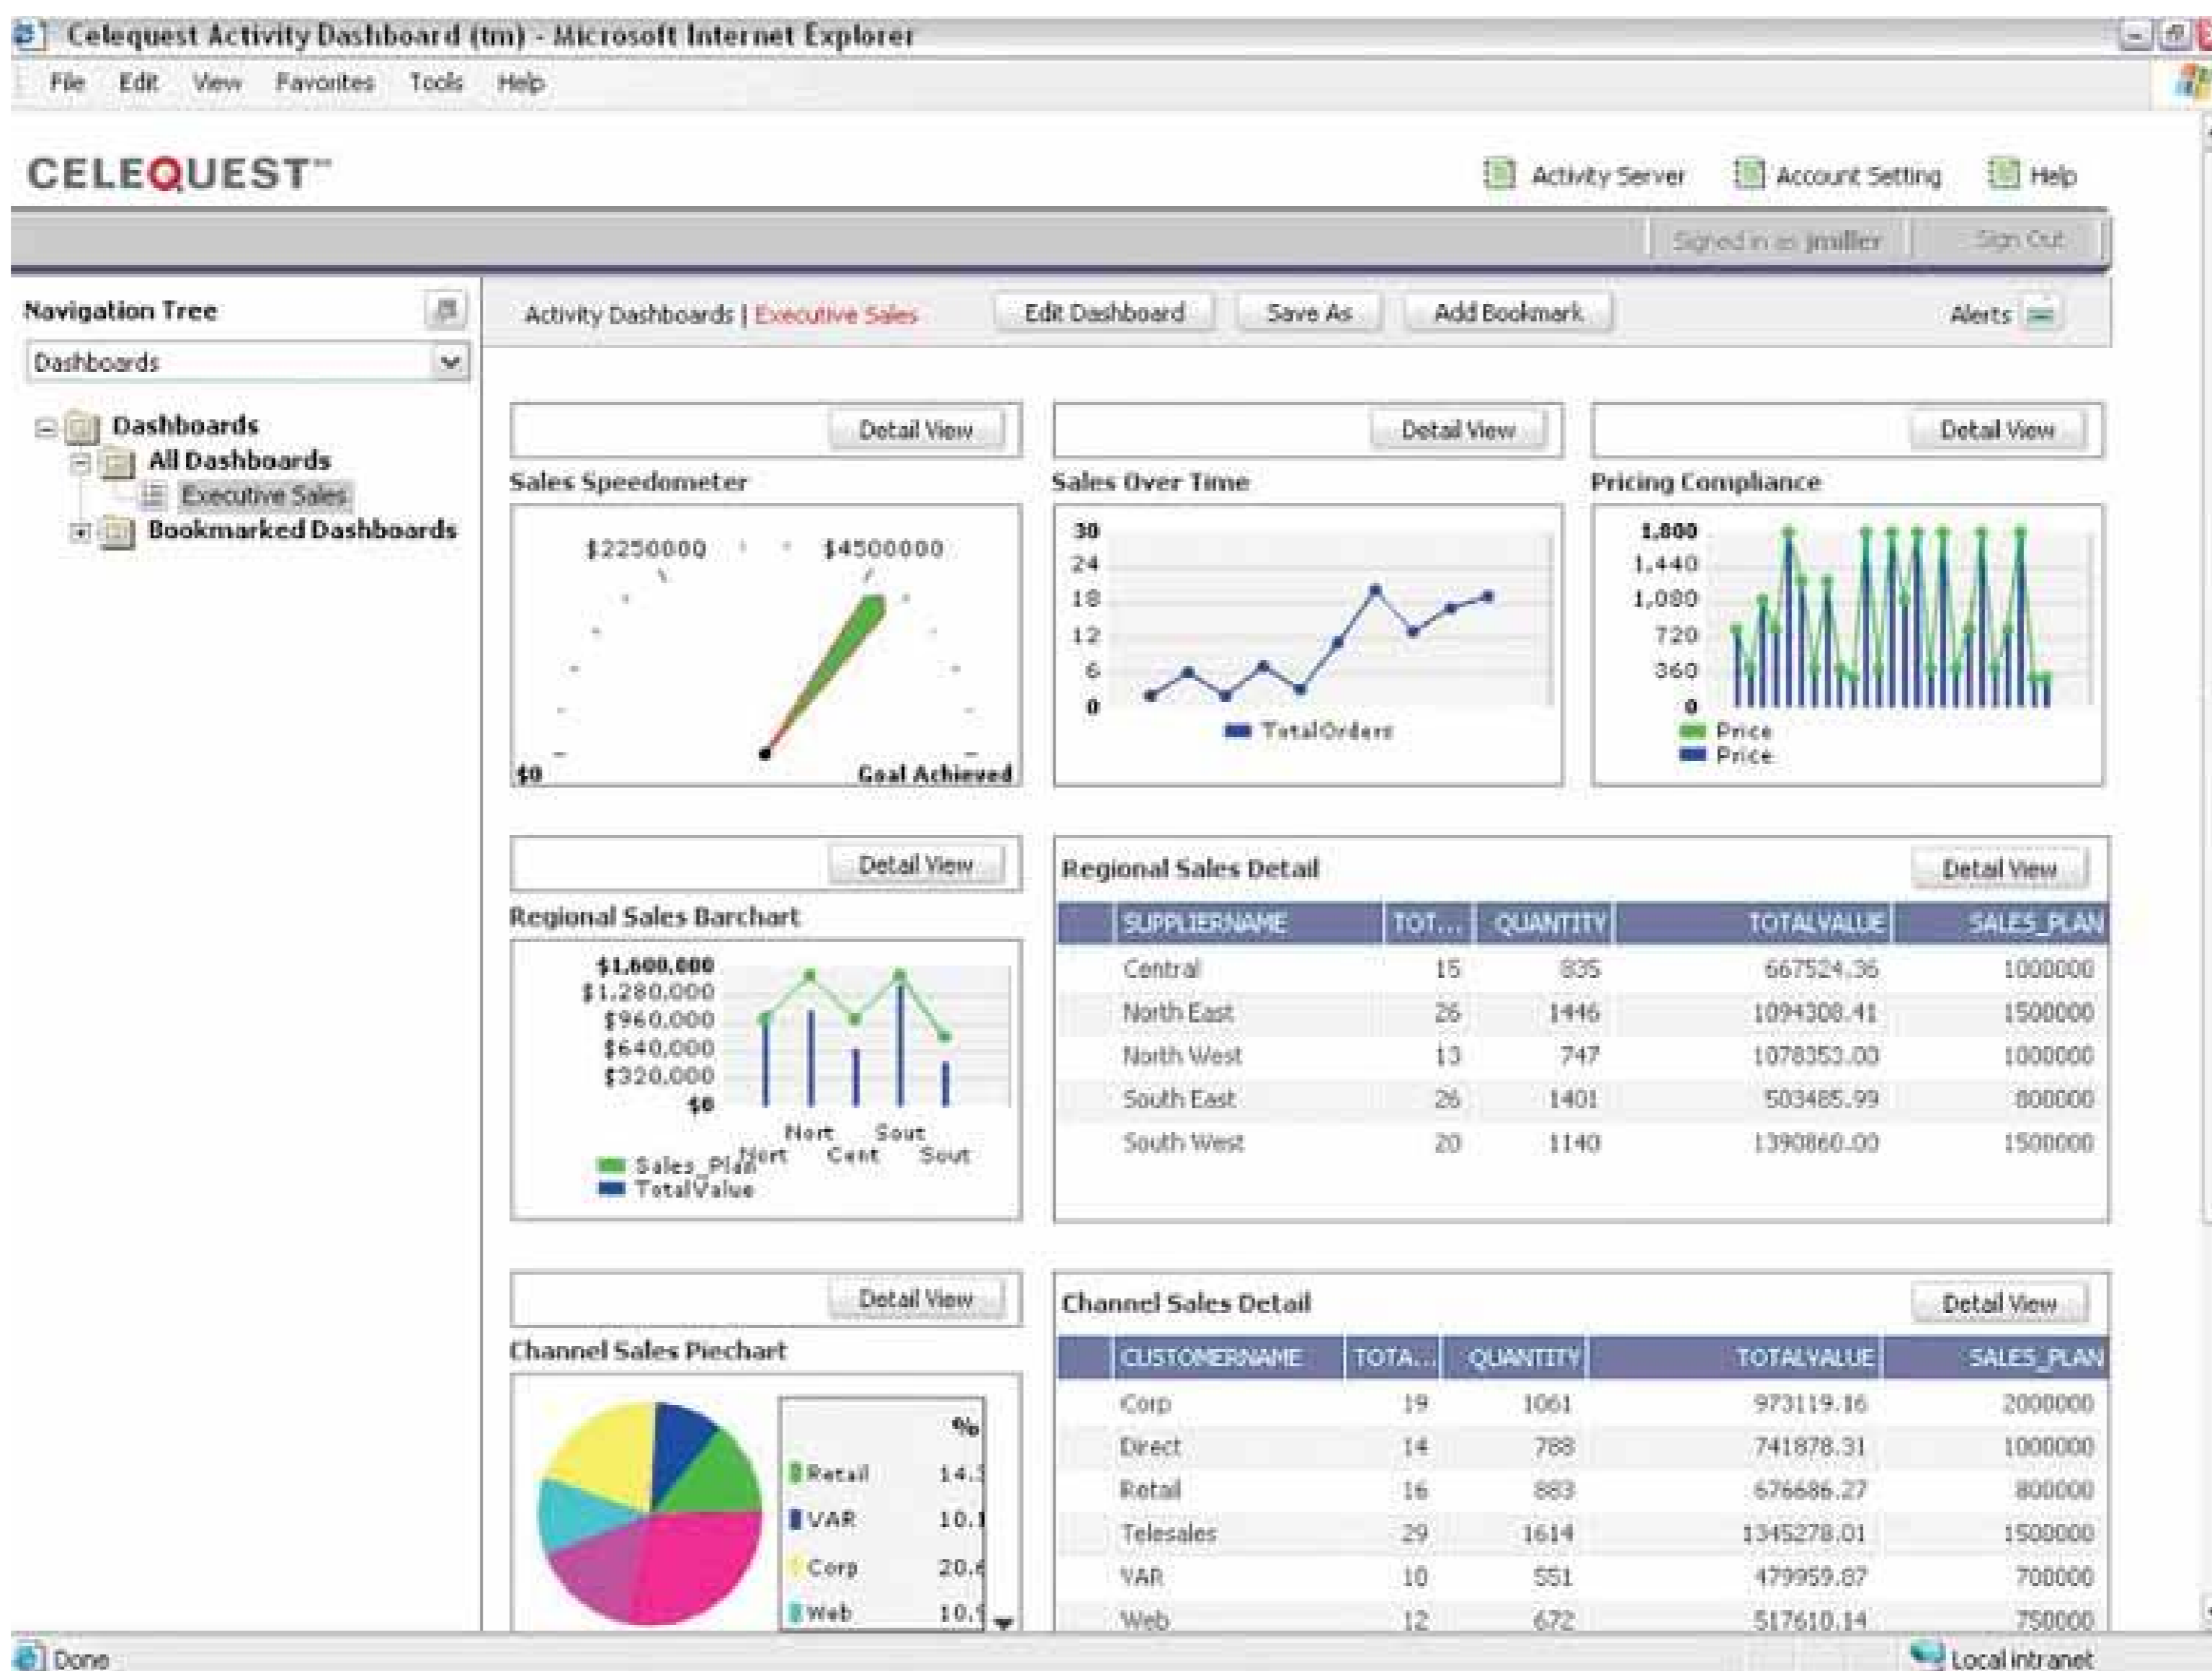 Celequest Activity Dashboard (tm) - Microsoft Internet Explorer
File Edit View Favorites Tools Help
CELEQUEST
Activity Server Account Setting Help
Signed in as jmiller Sign Out
Navigation Tree
Dashboards
Dashboards
All Dashboards
Executive Sales
Bookmarked Dashboards
Activity Dashboards | Executive Sales Edit Dashboard Save As Add Bookmark Alerts
Detail View
Sales Speedometer
$2250000 $4500000
$0 Goal Achieved
Detail View
Sales Over Time
30
24
18
12
6
0
TotalOrders
Detail View
Pricing Compliance
1,800
1,440
1,080
720
360
0
Price
Price
Detail View
Regional Sales Barchart
$1,600,000
$1,280,000
$960,000
$640,000
$320,000
$0
Nort Sout
Nort Cent Sout
Sales_Plan
TotalValue
Regional Sales Detail Detail View
SUPPLIERNAME TOT... QUANTITY TOTALVALUE SALES_PLAN
Central 15 835 667524.36 1000000
North East 26 1446 1094308.41 1500000
North West 13 747 1078353.00 1000000
South East 26 1401 503485.99 800000
South West 20 1140 1390860.00 1500000
Detail View
Channel Sales Piechart
%
Retail 14.
VAR 10.1
Corp 20.6
Web 10.9
Channel Sales Detail Detail View
CUSTOMERNAME TOTA... QUANTITY TOTALVALUE SALES_PLAN
Corp 19 1061 973119.16 2000000
Direct 14 788 741878.31 1000000
Retail 16 883 676686.27 800000
Telesales 29 1614 1345278.01 1500000
VAR 10 551 479959.87 700000
Web 12 672 517610.14 750000
Done Local intranet